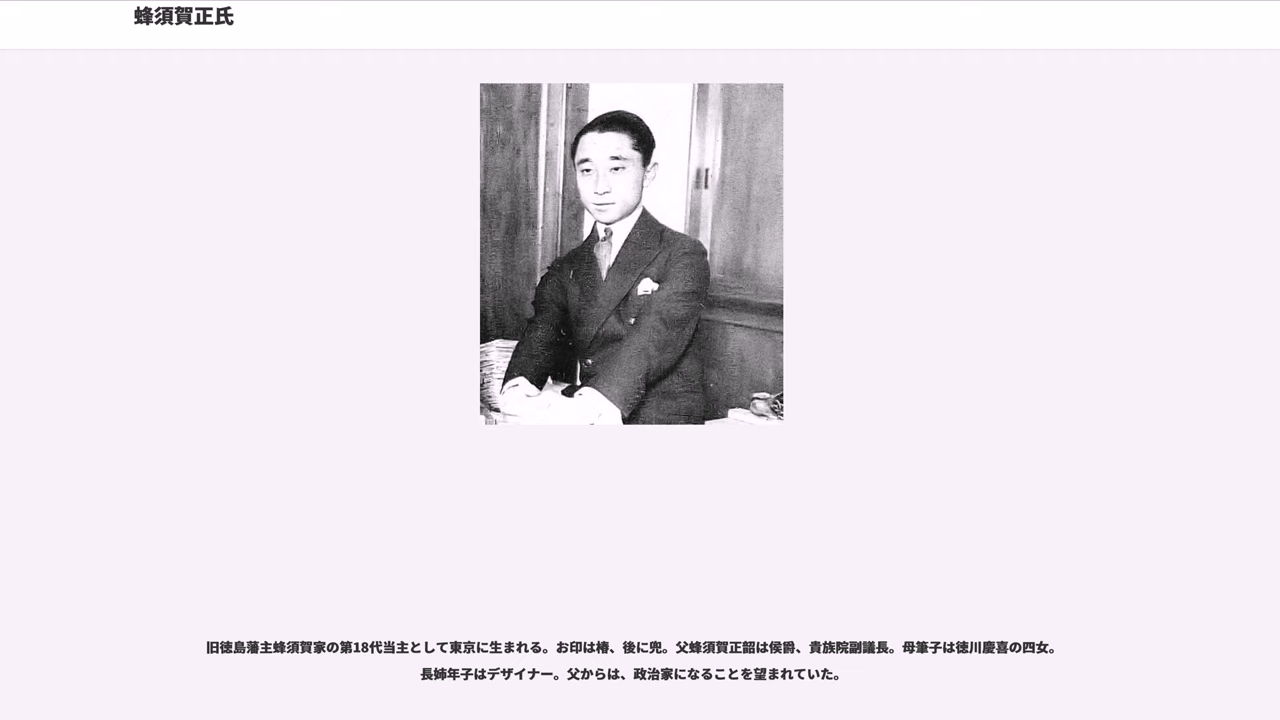 蜂須賀正氏
旧徳島藩主蜂須賀家の第18代当主として東京に生まれる。お印は椿、後に兜。父蜂須賀正韶は侯爵、貴族院副議長。母筆子は徳川慶喜の四女。
長姉年子はデザイナー。父からは、政治家になることを望まれていた。